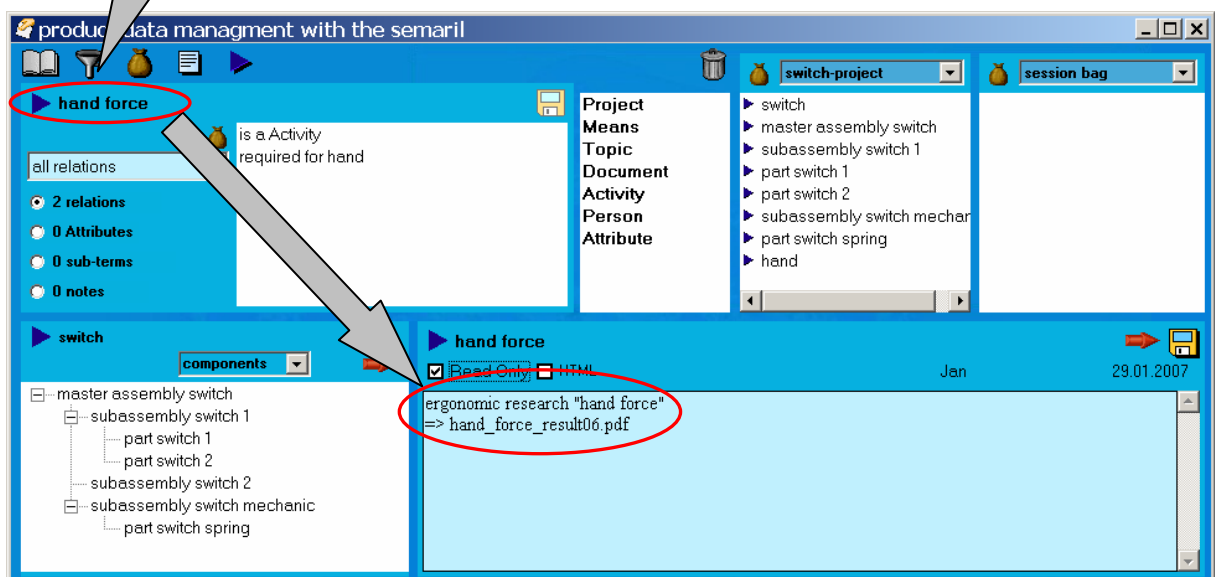 product data managment with the semaril
hand force
is a Activity
required for hand
all relations
2 relations
0 Attributes
0 sub-terms
0 notes
Project
Means
Topic
Document
Activity
Person
Attribute
switch-project
switch
master assembly switch
subassembly switch 1
part switch 1
part switch 2
subassembly switch mechar
part switch spring
hand
session bag
switch
components
master assembly switch
subassembly switch 1
part switch 1
part switch 2
subassembly switch 2
subassembly switch mechanic
part switch spring
hand force
Read Only HTML Jan 29.01.2007
ergonomic research "hand force"
=> hand_force_result06.pdf